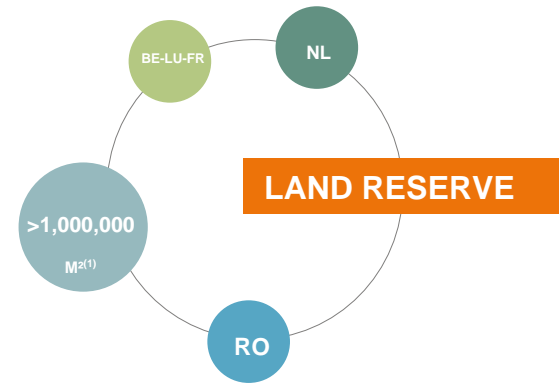 BE-LU-FR
NL
LAND RESERVE
>1,000,000
M²⁽¹⁾
RO